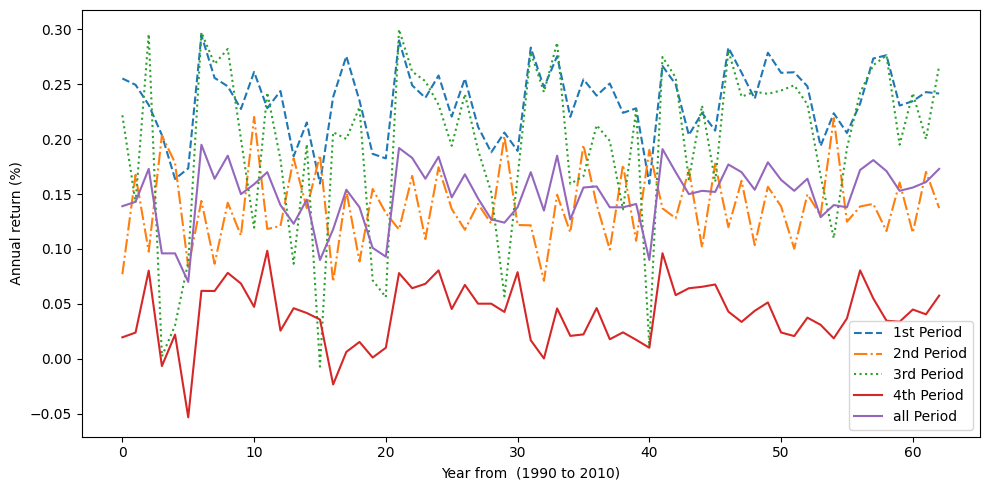 0.30
0.25
0.20
0.15
0.10
0.05
0.00
−0.05
Annual return (%)
0 10 20 30 40 50 60
Year from  (1990 to 2010)
1st Period
2nd Period
3rd Period
4th Period
all Period